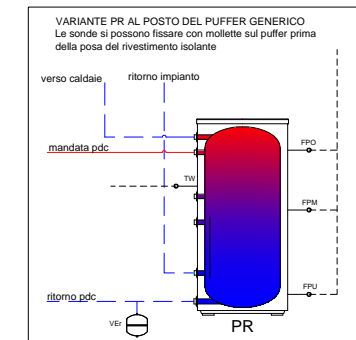 VARIANTE PR AL POSTO DEL PUFFER GENERICO
Le sonde si possono fissare con mollette sul puffer prima
della posa del rivestimento isolante
verso caldaie
ritorno impianto
mandata pdc
FPO
TW
FPM
FPU
ritorno pdc
VEr
PR